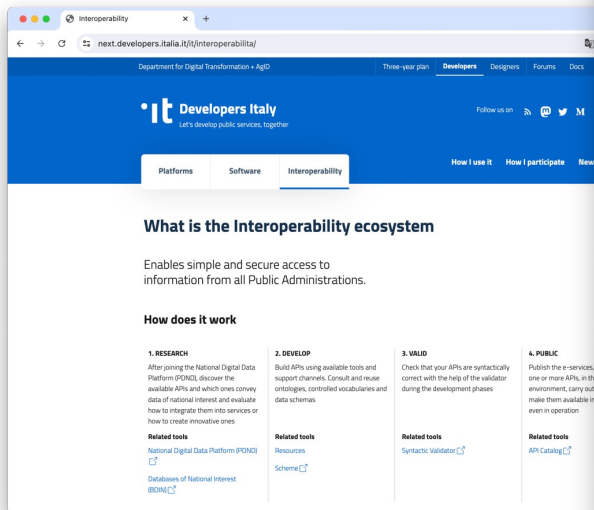 Interoperability
next.developers.italia.it/it/interoperabilita/
Department for Digital Transformation + AgID
Three-year plan
Developers
Designers
Forums
Docs
Developers Italy
Let's develop public services, together
Follow us on
Platforms
Software
Interoperability
How I use it
How I participate
New
What is the Interoperability ecosystem
Enables simple and secure access to
information from all Public Administrations.
How does it work
1. RESEARCH
After joining the National Digital Data
Platform (PDND), discover the
available APIs and which ones convey
data of national interest and evaluate
how to integrate them into services or
how to create innovative ones
Related tools
National Digital Data Platform (PDND)
Databases of National Interest
(BDIN)
2. DEVELOP
Build APIs using available tools and
support channels. Consult and reuse
ontologies, controlled vocabularies and
data schemas
Related tools
Resources
Scheme
3. VALID
Check that your APIs are syntactically
correct with the help of the validator
during the development phases
Related tools
Syntactic Validator
4. PUBLIC
Publish the e-services,
one or more APIs, in th
environment, carry out
make them available in
even in operation
Related tools
API Catalog